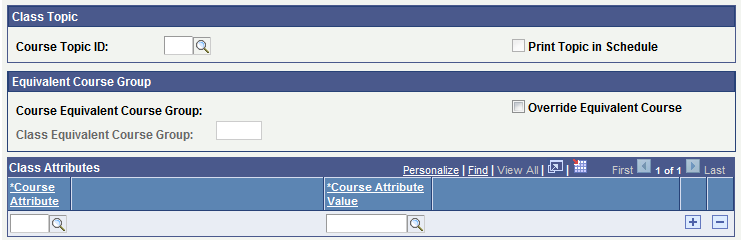 Class Topic
Course Topic ID:
Print Topic in Schedule
Equivalent Course Group
Course Equivalent Course Group:
Override Equivalent Course
Class Equivalent Course Group:
Class Attributes
Personalize | Find | View All | | First 1 of 1 Last
*Course Attribute
*Course Attribute Value